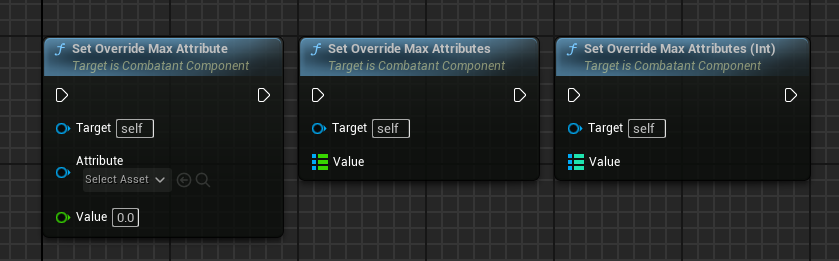 Set Override Max Attribute
Target is Combatant Component
Target self
Attribute
Select Asset
Value 0.0
Set Override Max Attributes
Target is Combatant Component
Target self
Value
Set Override Max Attributes (Int)
Target is Combatant Component
Target self
Value